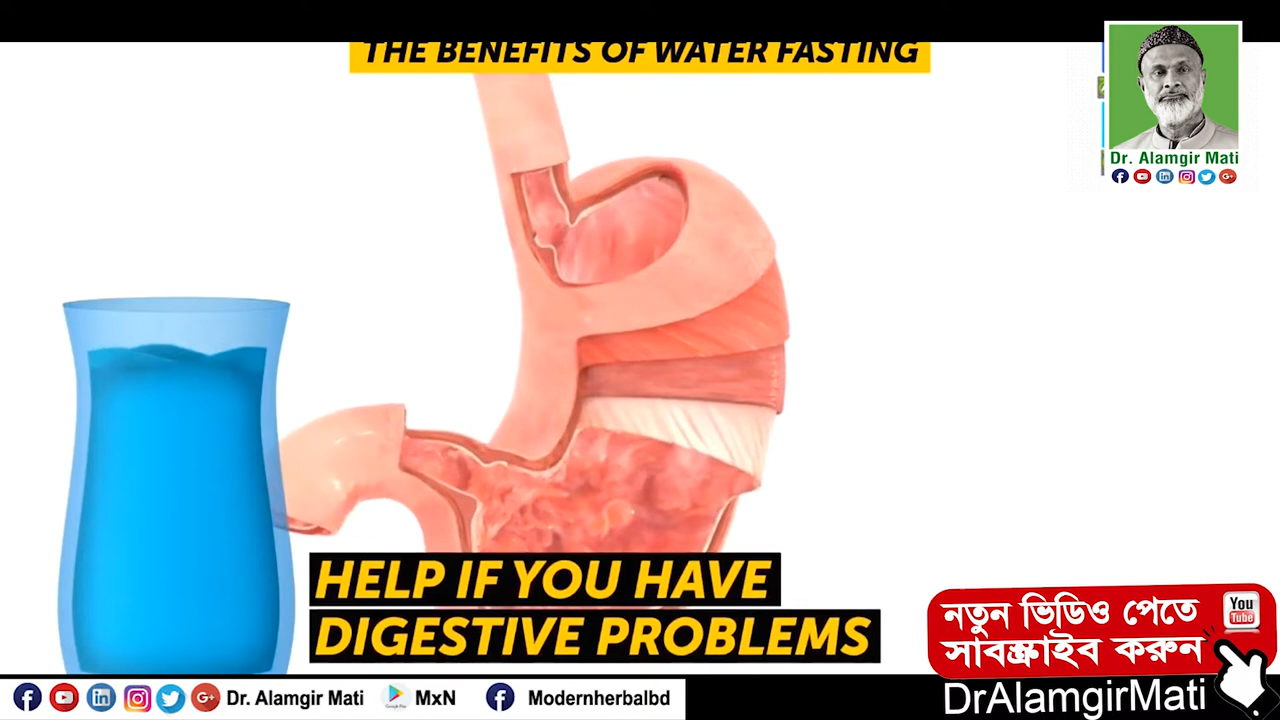 THE BENEFITS OF WATER FASTING
Dr. Alamgir Mati
HELP IF YOU HAVE
DIGESTIVE PROBLEMS
নতুন ভিডিও পেতে
সাবস্ক্রাইব করুন
You
Tube
DrAlamgirMati
Dr. Alamgir Mati
MxN
Modernherbalbd